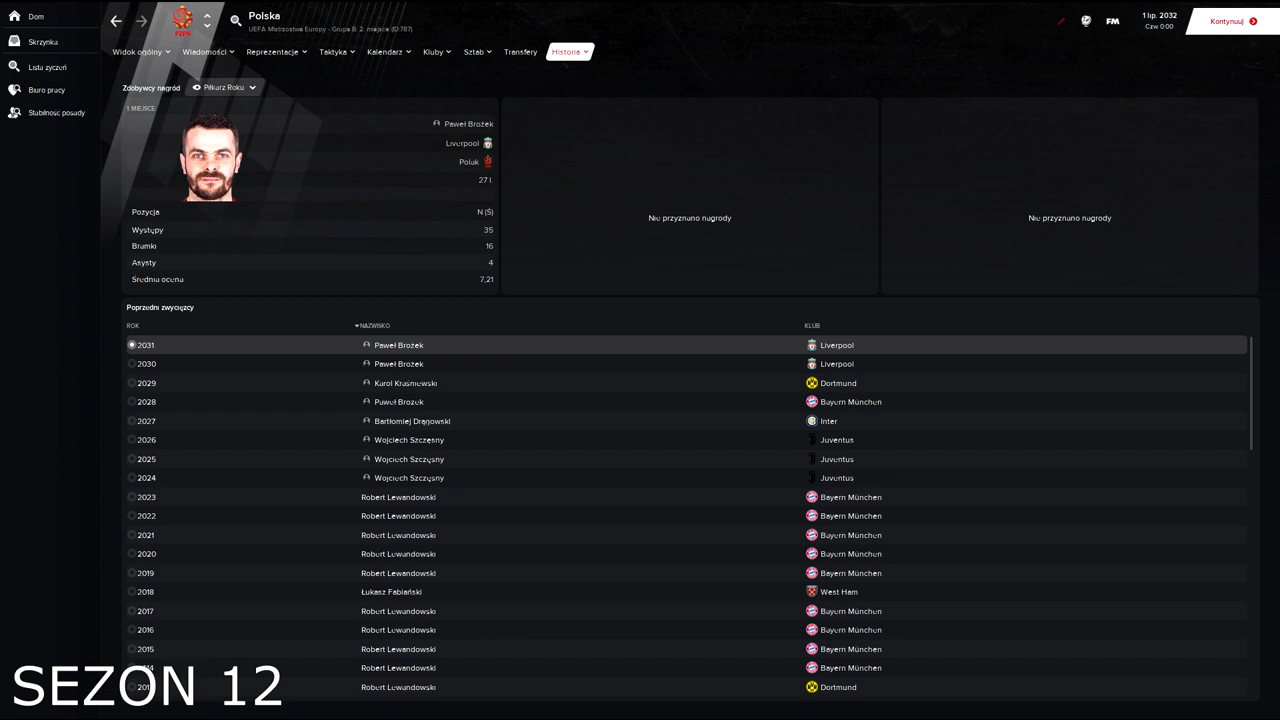 Dom
Skrzynka
Lista życzeń
Biuro pracy
Stabilność posady
PZPN
Polska
UEFA Mistrzostwa Europy - Grupa B: 2. miejsce (D:787)
FM
1 lip. 2032
Czw 0:00
Kontynuuj
Widok ogólny
Wiadomości
Reprezentacje
Taktyka
Kalendarz
Kluby
Sztab
Transfery
Historia
Zdobywcy nagród
Piłkarz Roku
1. MIEJSCE
Paweł Brożek
Liverpool
Polak
27 l.
Pozycja N (Ś)
Występy 35
Bramki 16
Asysty 4
Średnia ocena 7,21
Nie przyznano nagrody
Nie przyznano nagrody
Poprzedni zwycięzcy
ROK NAZWISKO KLUB
2031 Paweł Brożek Liverpool
2030 Paweł Brożek Liverpool
2029 Karol Kraśniewski Dortmund
2028 Paweł Brożek Bayern München
2027 Bartłomiej Drągowski Inter
2026 Wojciech Szczęsny Juventus
2025 Wojciech Szczęsny Juventus
2024 Wojciech Szczęsny Juventus
2023 Robert Lewandowski Bayern München
2022 Robert Lewandowski Bayern München
2021 Robert Lewandowski Bayern München
2020 Robert Lewandowski Bayern München
2019 Robert Lewandowski Bayern München
2018 Łukasz Fabiański West Ham
2017 Robert Lewandowski Bayern München
2016 Robert Lewandowski Bayern München
2015 Robert Lewandowski Bayern München
Robert Lewandowski Bayern München
Robert Lewandowski Dortmund
SEZON 12